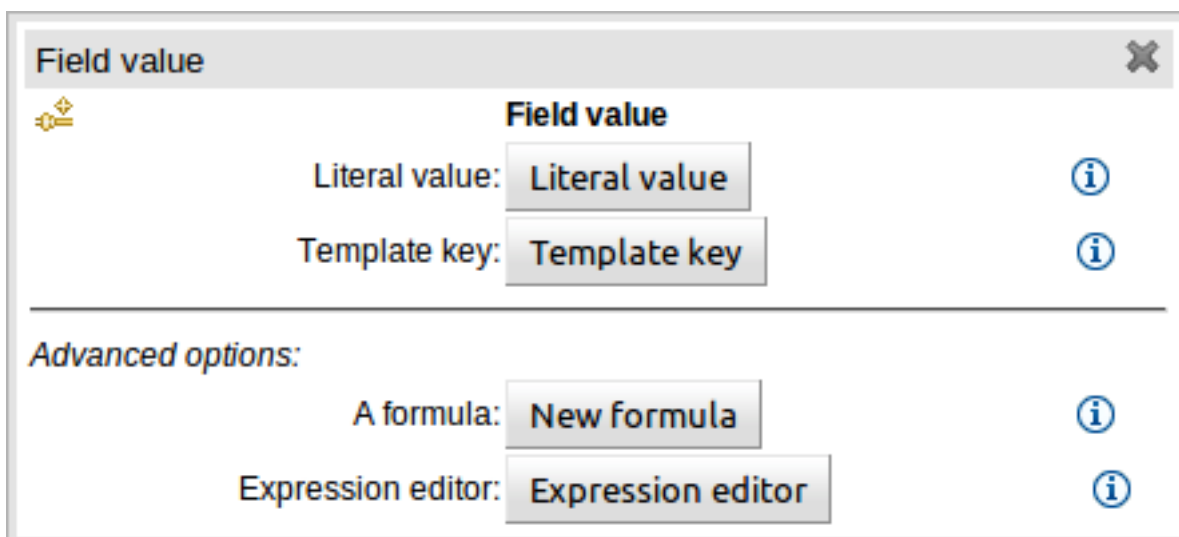 Field value
Field value
Literal value: Literal value
Template key: Template key
Advanced options:
A formula: New formula
Expression editor: Expression editor